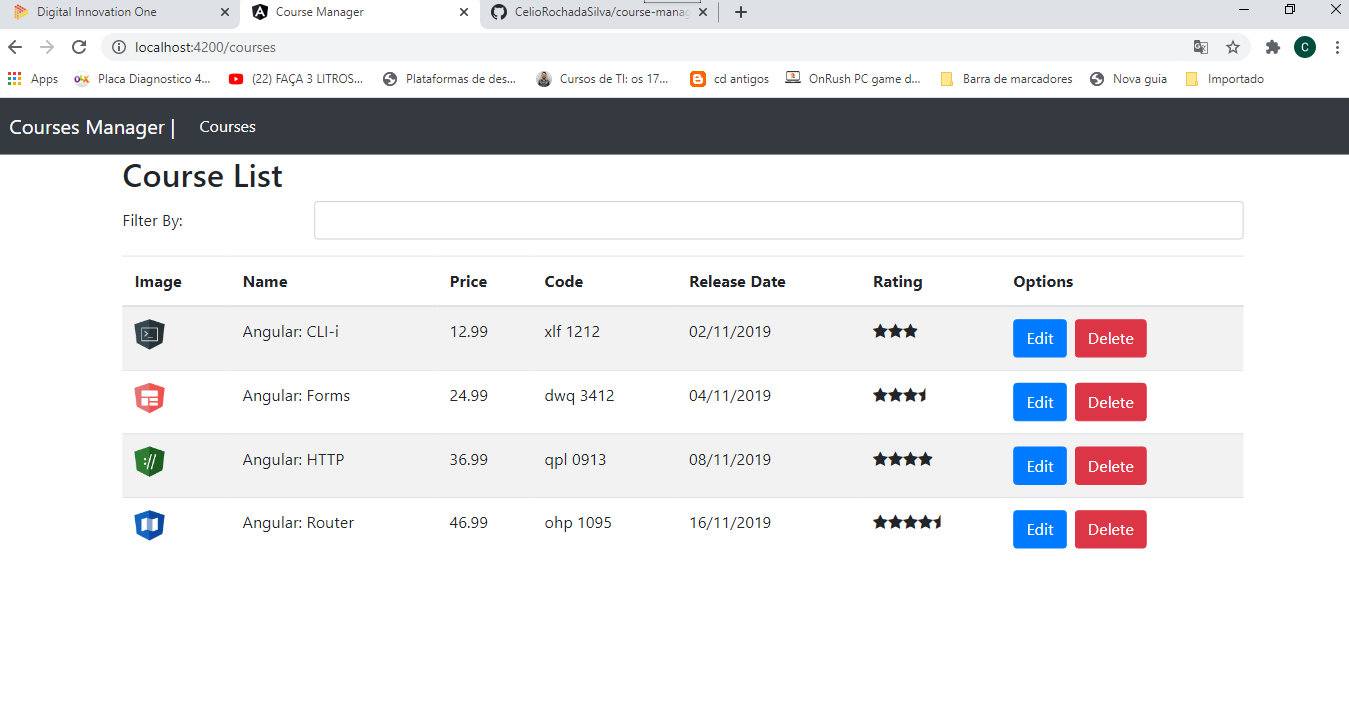 Digital Innovation One
Course Manager
CelioRochadaSilva/course-manag
localhost:4200/courses
C
Apps
OLX
Placa Diagnostico 4...
(22) FAÇA 3 LITROS...
Plataformas de des...
Cursos de TI: os 17...
cd antigos
OnRush PC game d...
Barra de marcadores
Nova guia
Importado
Courses Manager | Courses
Course List
Filter By:
Image Name Price Code Release Date Rating Options
Angular: CLI-i 12.99 xlf 1212 02/11/2019 Edit Delete
Angular: Forms 24.99 dwq 3412 04/11/2019 Edit Delete
://
Angular: HTTP 36.99 qpl 0913 08/11/2019 Edit Delete
Angular: Router 46.99 ohp 1095 16/11/2019 Edit Delete